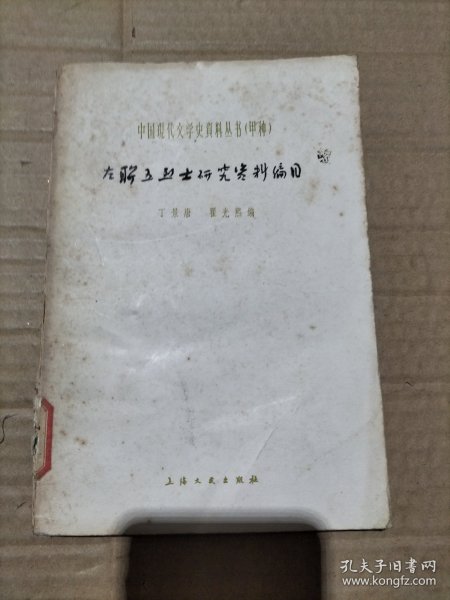 中国现代文学史資料丛书(甲种)
左联五烈士研究资料编目
丁景唐 瞿光熙編
上海文艺出版社
孔夫子旧书网
www.kongfz.com